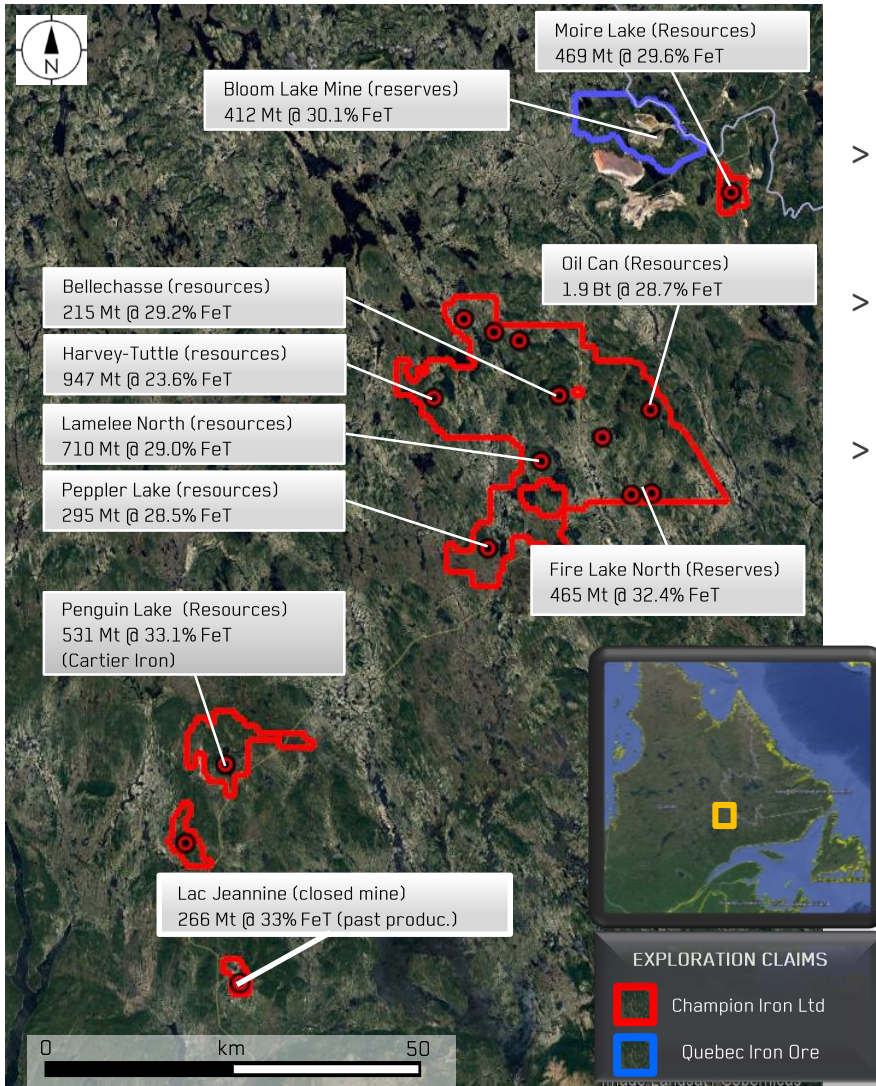 N
Moire Lake (Resources)
469 Mt @ 29.6% FeT
Bloom Lake Mine (reserves)
412 Mt @ 30.1% FeT
>
Oil Can (Resources)
1.9 Bt @ 28.7% FeT
>
Bellechasse (resources)
215 Mt @ 29.2% FeT
Harvey-Tuttle (resources)
947 Mt @ 23.6% FeT
Lamelee North (resources)
710 Mt @ 29.0% FeT
>
Peppler Lake (resources)
295 Mt @ 28.5% FeT
Fire Lake North (Reserves)
465 Mt @ 32.4% FeT
Penguin Lake (Resources)
531 Mt @ 33.1% FeT
(Cartier Iron)
Lac Jeannine (closed mine)
266 Mt @ 33% FeT (past produc.)
EXPLORATION CLAIMS
Champion Iron Ltd
Quebec Iron Ore
0 km 50